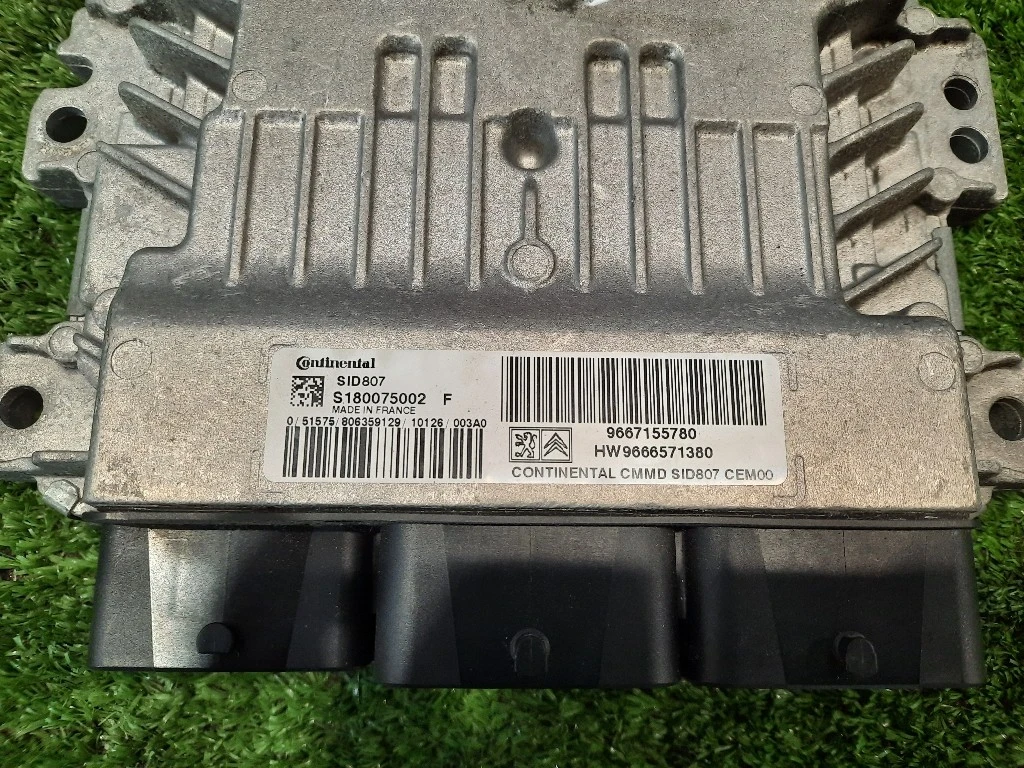 Continental
SID807
S180075002 F
MADE IN FRANCE
0/51575/806359129/10126/003A0
9667155780
HW9666571380
CONTINENTAL CMMD SID807 CEM00